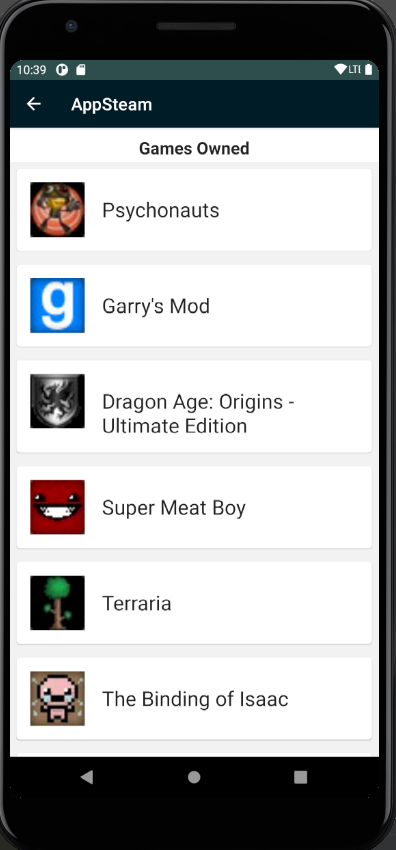 10:39 LTE
AppSteam
Games Owned
Psychonauts
g
Garry's Mod
Dragon Age: Origins -
Ultimate Edition
Super Meat Boy
Terraria
The Binding of Isaac